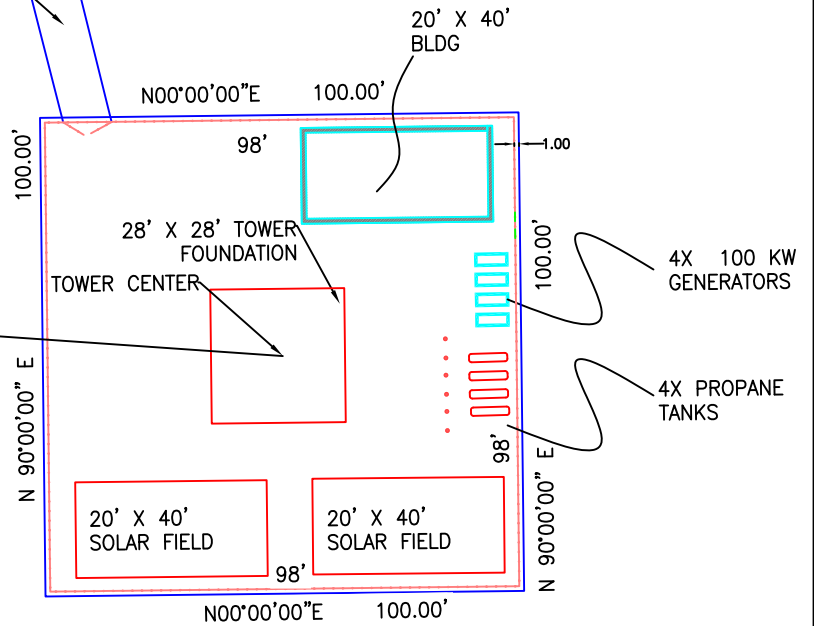 20' X 40'
BLDG
N00°00'00"E 100.00'
98'
1.00
100.00'
28' X 28' TOWER
FOUNDATION
TOWER CENTER
100.00'
4X 100 KW
GENERATORS
N 90°00'00" E
4X PROPANE
TANKS
98'
N 90°00'00" E
20' X 40'
SOLAR FIELD
20' X 40'
SOLAR FIELD
98'
N00°00'00"E 100.00'